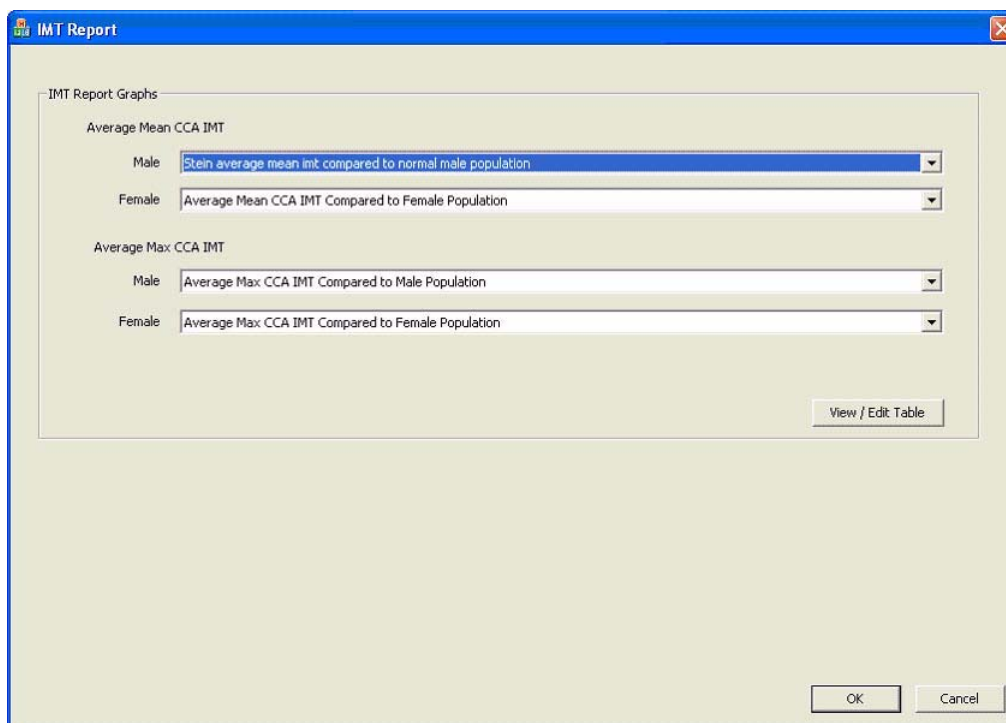 IMT Report
IMT Report Graphs
Average Mean CCA IMT
Male Stein average mean imt compared to normal male population
Female Average Mean CCA IMT Compared to Female Population
Average Max CCA IMT
Male Average Max CCA IMT Compared to Male Population
Female Average Max CCA IMT Compared to Female Population
View / Edit Table
OK Cancel